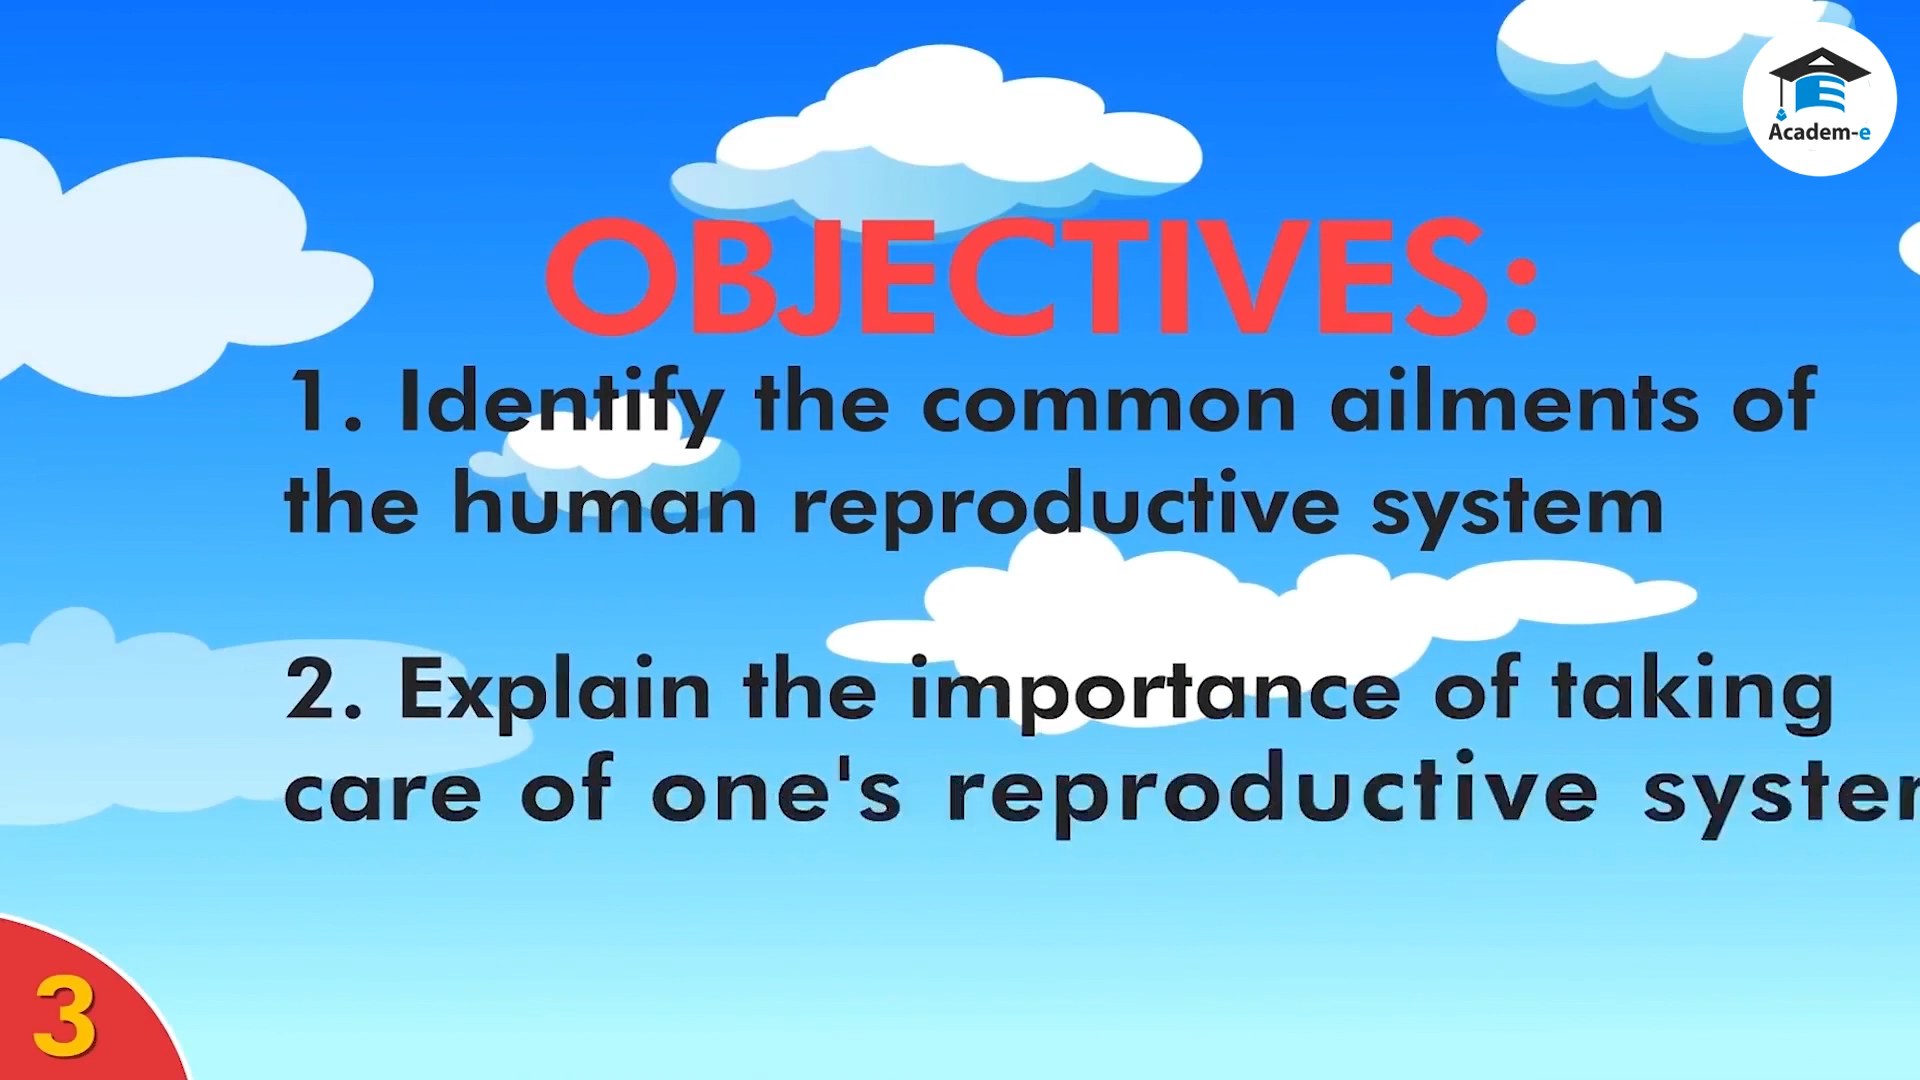 Academ-e
OBJECTIVES:
1. Identify the common ailments of
the human reproductive system
2. Explain the importance of taking
care of one's reproductive
3